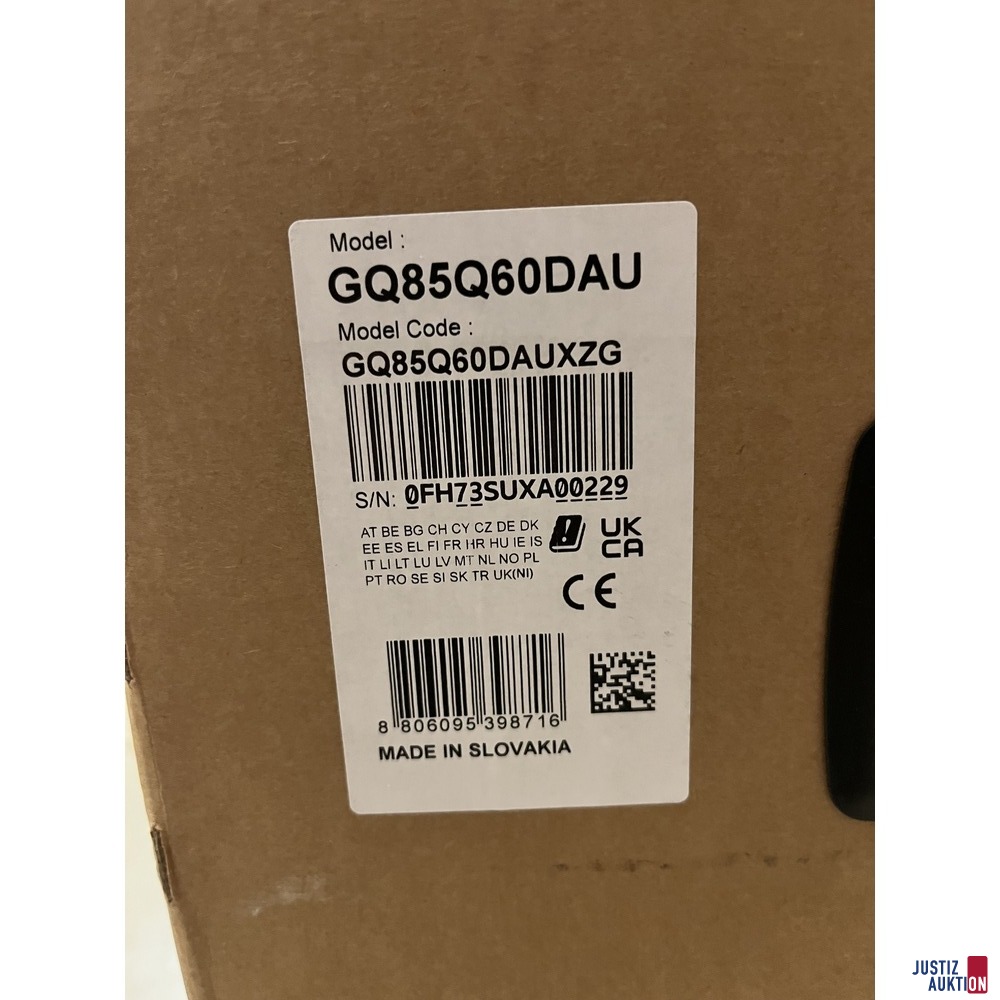 Model :
GQ85Q60DAU
Model Code :
GQ85Q60DAUXZG
S/N: 0FH73SUXA00229
AT BE BG CH CY CZ DE DK
EE ES EL FI FR HR HU IE IS
IT LI LT LU LV MT NL NO PL
PT RO SE SI SK TR UK(NI)
UK
CA
CE
8 806095 398716
MADE IN SLOVAKIA
JUSTIZ
AUKTION